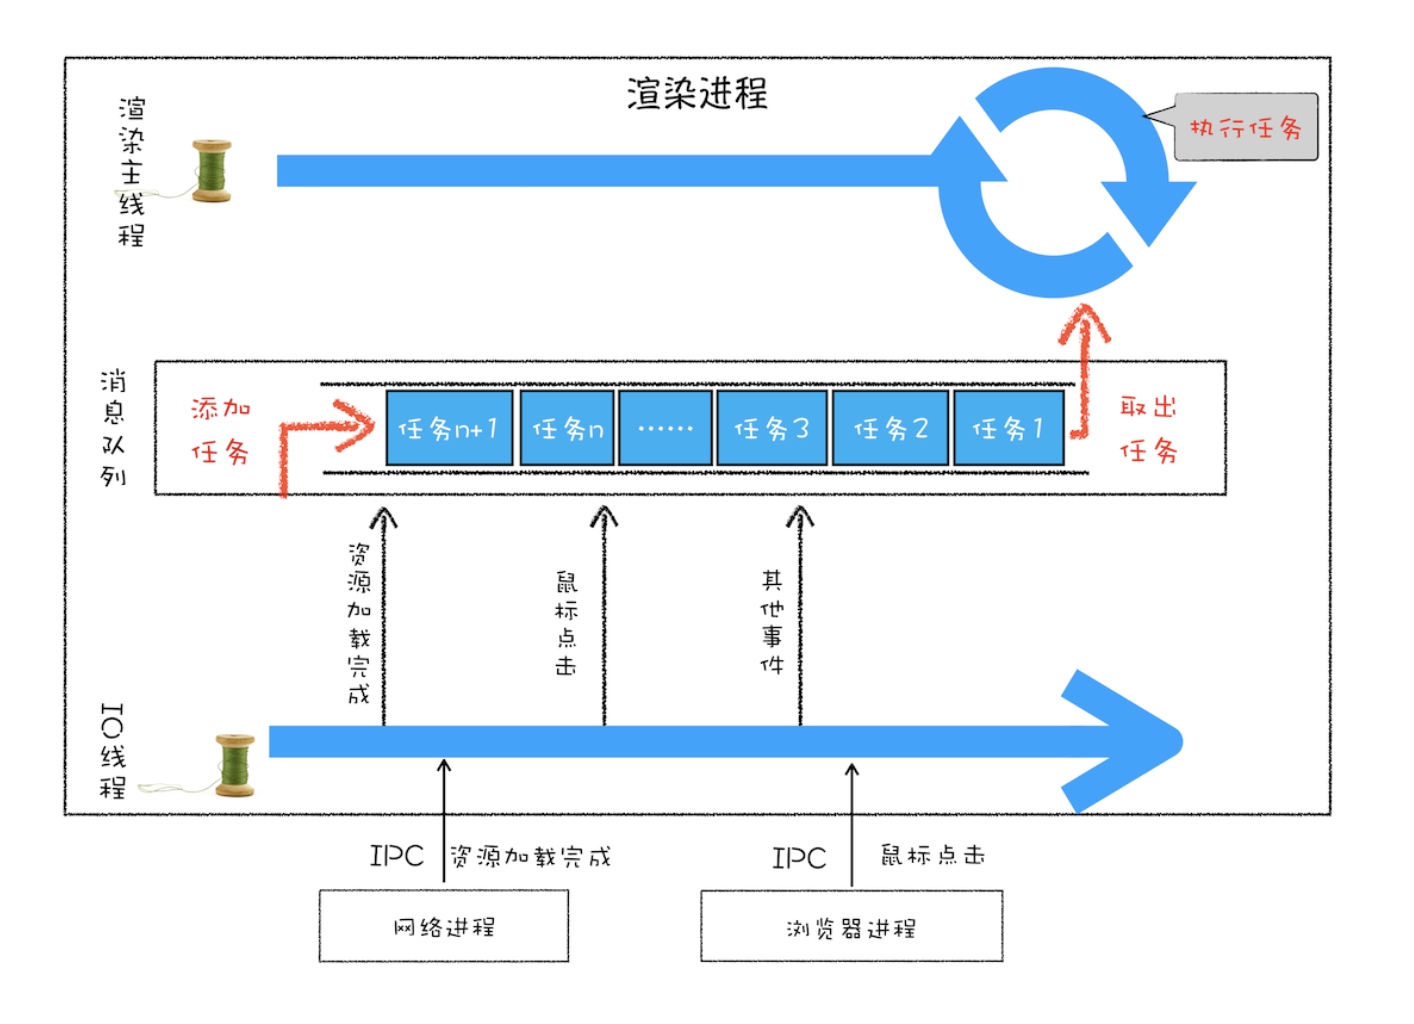 渲染进程
渲染主线程
执行任务
消息队列
添加
任务
任务n+1
任务n
……
任务3
任务2
任务1
取出
任务
资源加载完成
鼠标点击
其他事件
IO线程
IPC
资源加载完成
IPC
鼠标点击
网络进程
浏览器进程